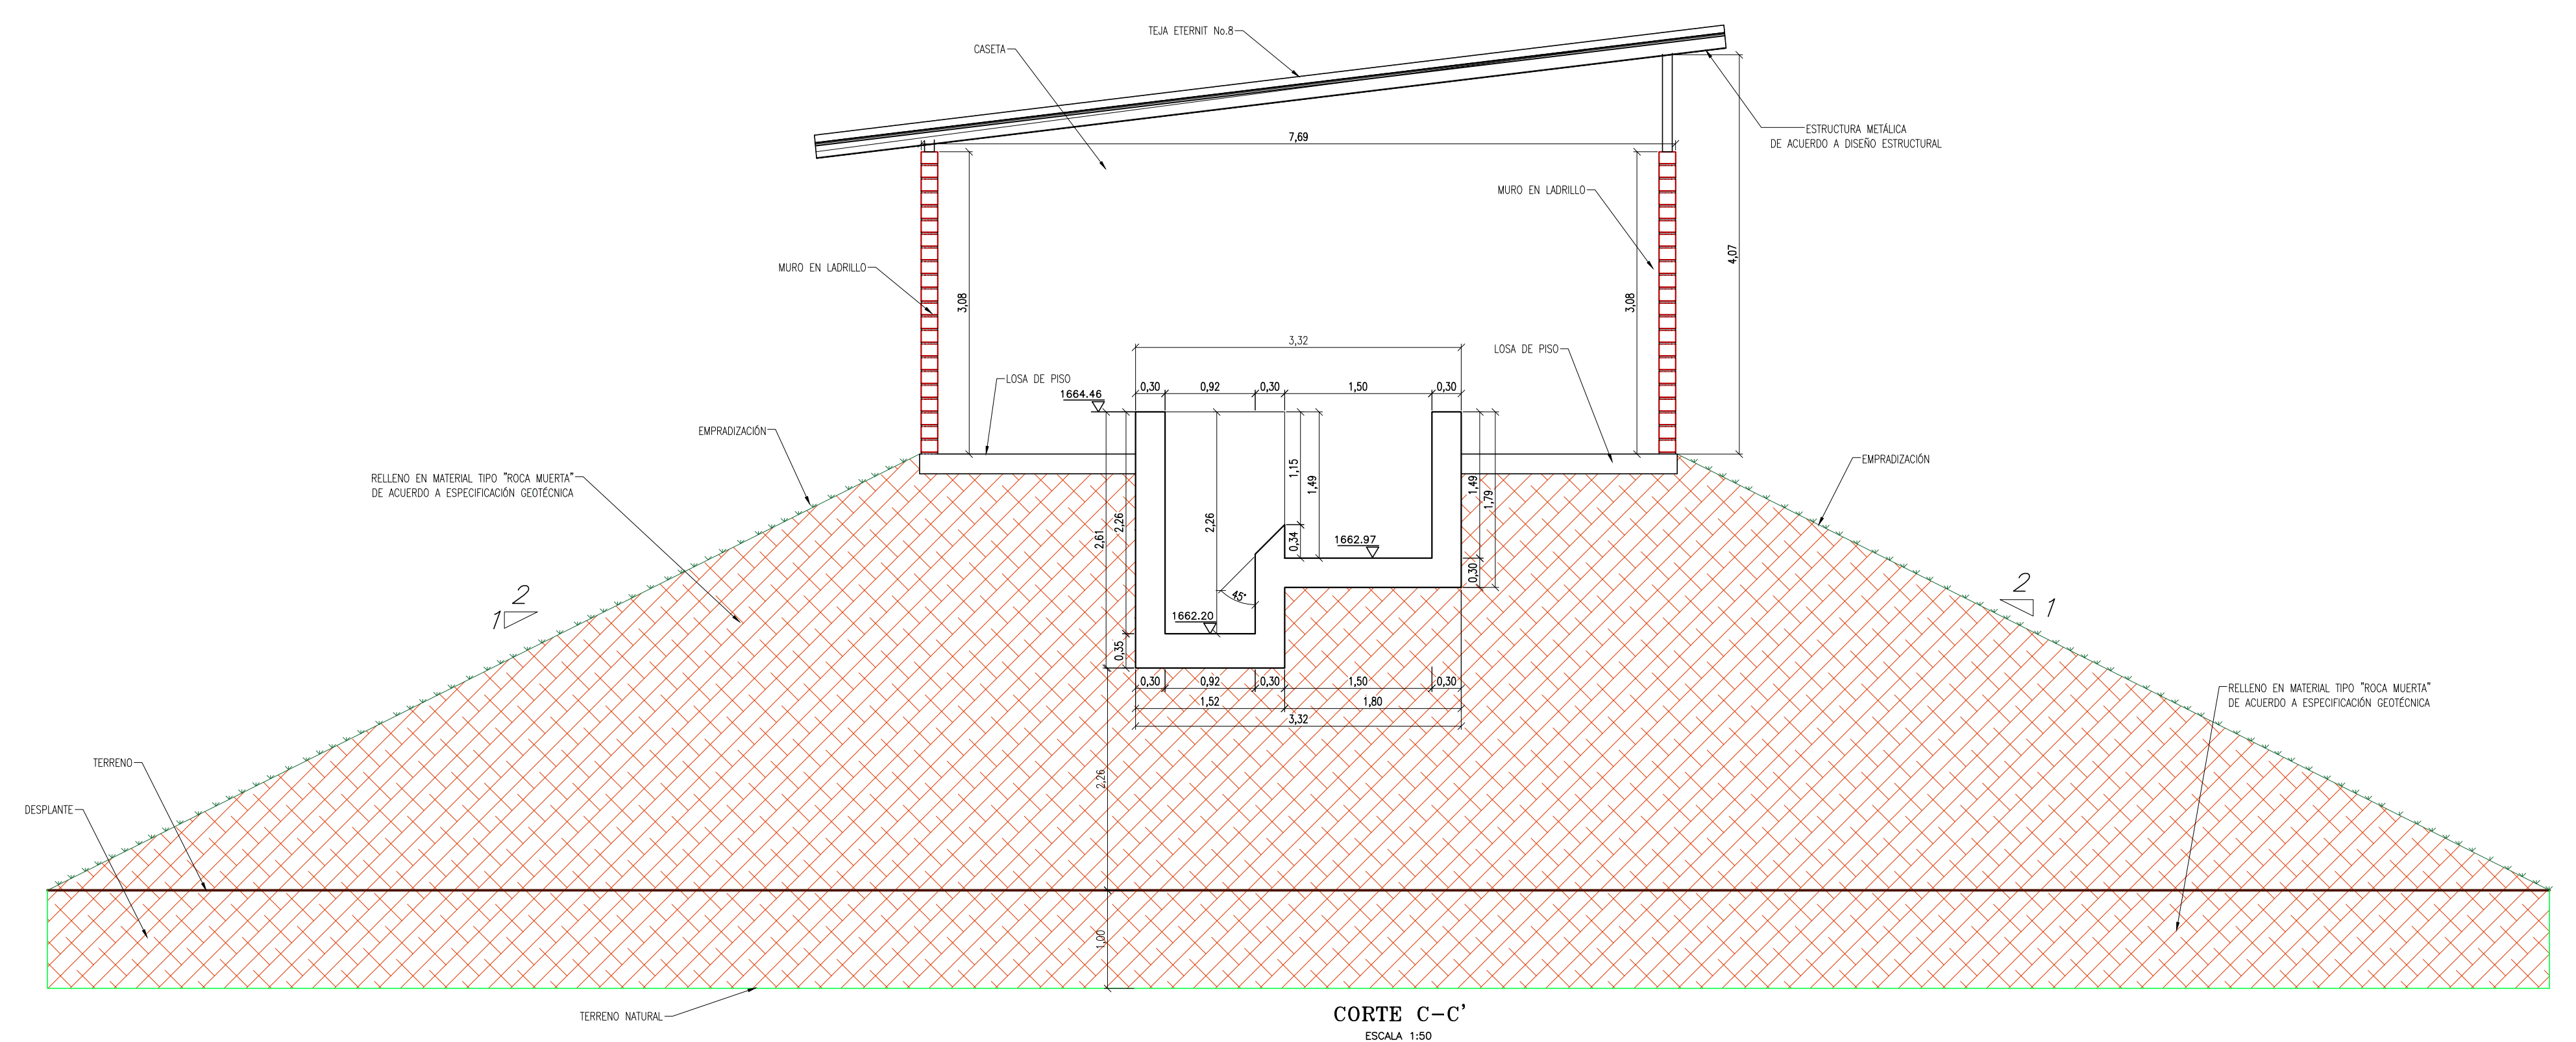 TEJA ETERNIT No.8
CASETA
ESTRUCTURA METÁLICA
DE ACUERDO A DISEÑO ESTRUCTURAL
7,69
MURO EN LADRILLO
MURO EN LADRILLO
4,07
3,08
3,08
3,32
LOSA DE PISO
LOSA DE PISO
0,30
0,92
0,30
1,50
0,30
1664.46
EMPRADIZACIÓN
EMPRADIZACIÓN
RELLENO EN MATERIAL TIPO "ROCA MUERTA"
DE ACUERDO A ESPECIFICACIÓN GEOTÉCNICA
1,15
1,49
1,49
1,79
2,26
2,26
2,61
0,34
1662.97
0,30
45°
2
1
2
1
1662.20
0,35
0,30
0,92
0,30
1,50
0,30
1,52
1,80
3,32
RELLENO EN MATERIAL TIPO "ROCA MUERTA"
DE ACUERDO A ESPECIFICACIÓN GEOTÉCNICA
TERRENO
2,26
DESPLANTE
1,00
TERRENO NATURAL
CORTE C-C'
ESCALA 1:50